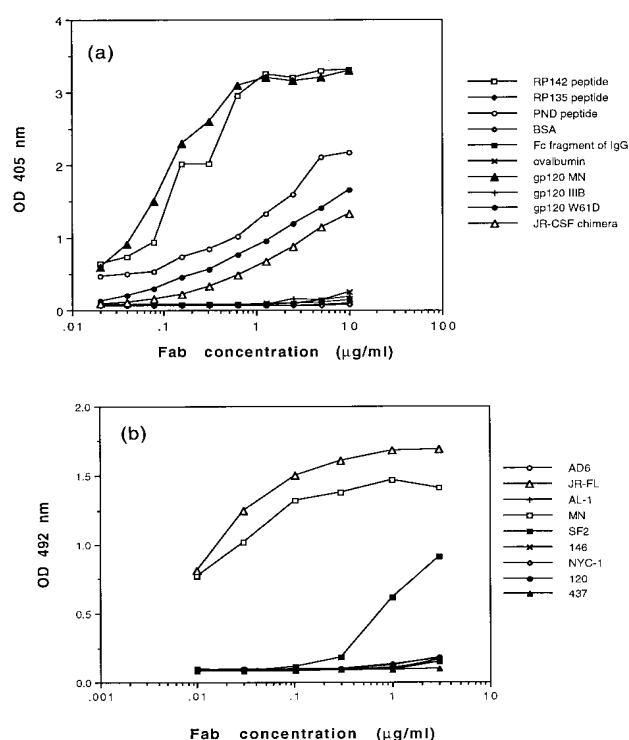 (a)
OD 405 nm
4
3
2
1
0
.01
.1
1
10
100
Fab concentration (µg/ml)
RP142 peptide
RP135 peptide
PND peptide
BSA
Fc fragment of IgG
ovalbumin
gp120 MN
gp120 IIIB
gp120 W61D
JR-CSF chimera
(b)
OD 492 nm
2.0
1.5
1.0
0.5
0.0
.001
.01
.1
1
10
Fab concentration (µg/ml)
AD6
JR-FL
AL-1
MN
SF2
146
NYC-1
120
437